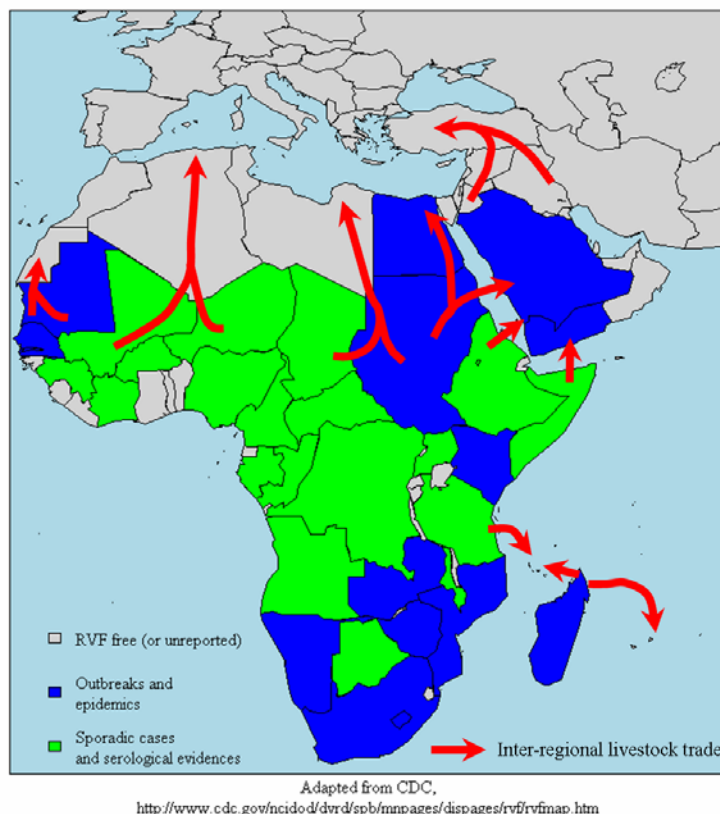 RVF free (or unreported)
Outbreaks and
epidemics
Sporadic cases
and serological evidences
Inter-regional livestock trade
Adapted from CDC,
http://www.cdc.gov/ncidod/dvrd/spb/mnpages/dispages/rvf/rvfmap.htm